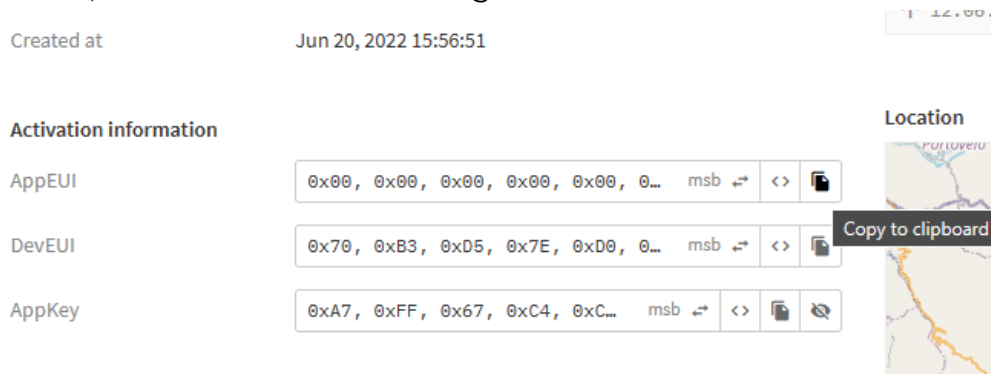 Created at Jun 20, 2022 15:56:51
Activation information
AppEUI 0x00, 0x00, 0x00, 0x00, 0x00, 0… msb <>
DevEUI 0x70, 0xB3, 0xD5, 0x7E, 0xD0, 0… msb <>
AppKey 0xA7, 0xFF, 0x67, 0xC4, 0xC… msb <>
Location
Portovelo
Copy to clipboard